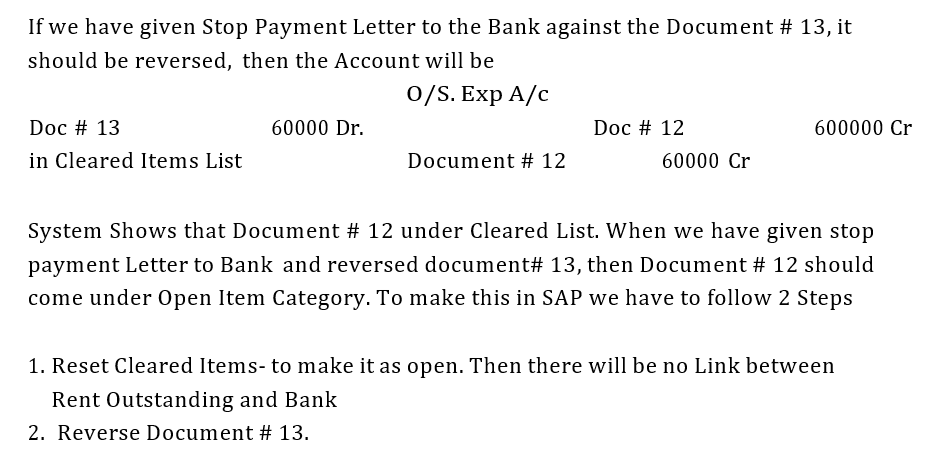 If we have given Stop Payment Letter to the Bank against the Document # 13, it
should be reversed, then the Account will be
O/S. Exp A/c
Doc # 13 60000 Dr. Doc # 12 600000 Cr
in Cleared Items List Document # 12 60000 Cr
System Shows that Document # 12 under Cleared List. When we have given stop
payment Letter to Bank and reversed document# 13, then Document # 12 should
come under Open Item Category. To make this in SAP we have to follow 2 Steps
1. Reset Cleared Items- to make it as open. Then there will be no Link between
Rent Outstanding and Bank
2. Reverse Document # 13.